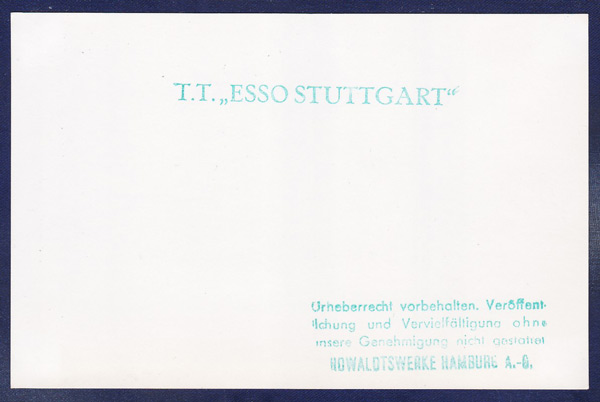 T.T. „ESSO STUTTGART“
Urheberrecht vorbehalten. Veröffent-
lichung und Vervielfältigung ohne
unsere Genehmigung nicht gestattet
HOWALDTSWERKE HAMBURG A.-G.